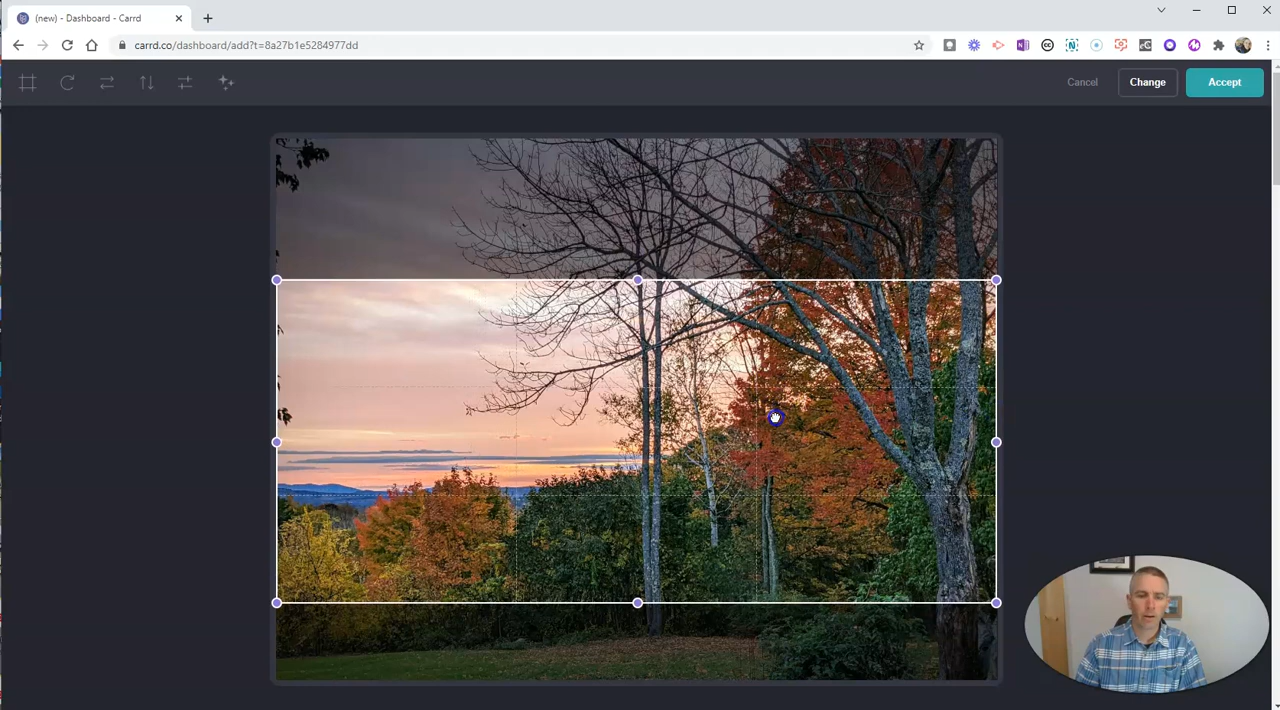 (new) - Dashboard - Carrd
carrd.co/dashboard/add?t=8a27b1e5284977dd
Cancel
Change
Accept